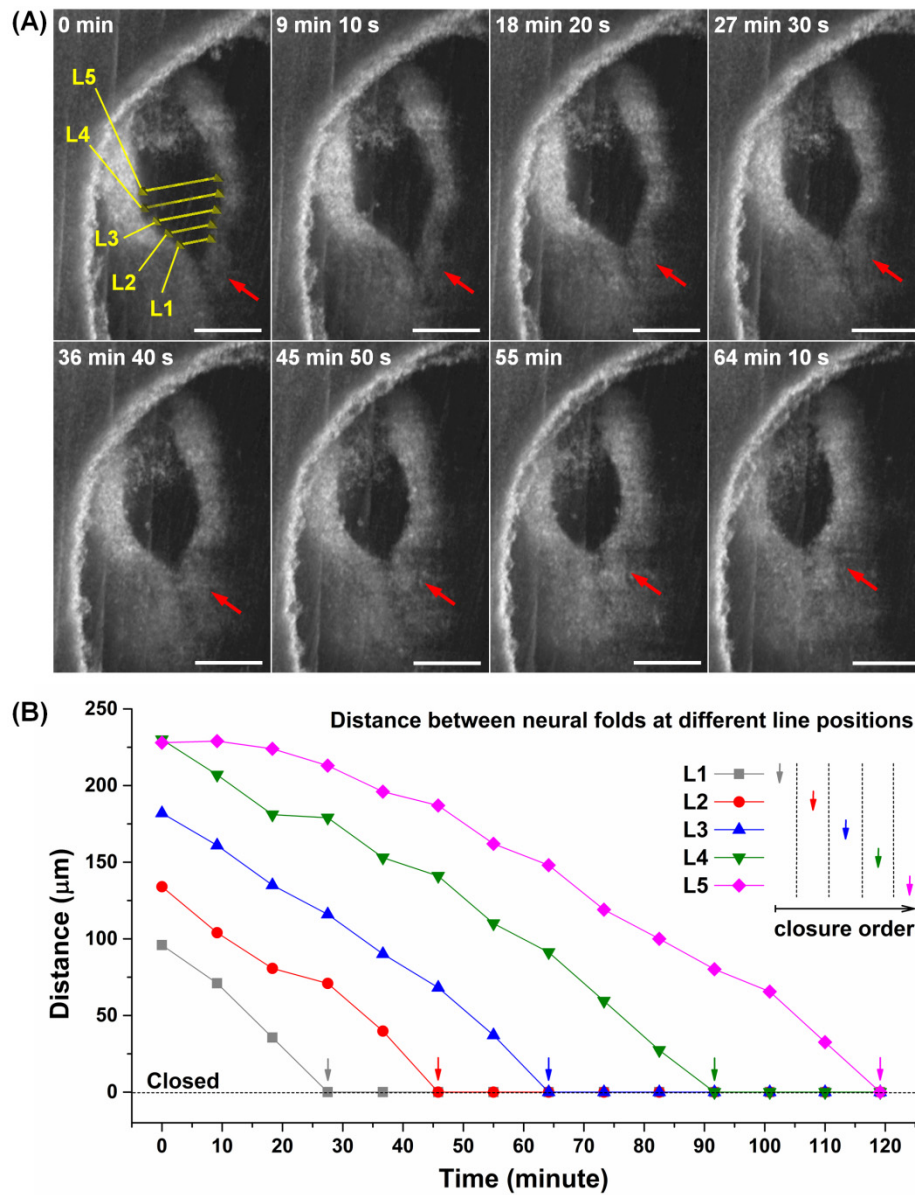 (A)
0 min
9 min 10 s
18 min 20 s
27 min 30 s
L5
L4
L3
L2
L1
36 min 40 s
45 min 50 s
55 min
64 min 10 s
(B)
Distance between neural folds at different line positions
L1
L2
L3
L4
L5
closure order
Distance (μm)
250
200
150
100
50
0
Closed
0
10
20
30
40
50
60
70
80
90
100
110
120
Time (minute)